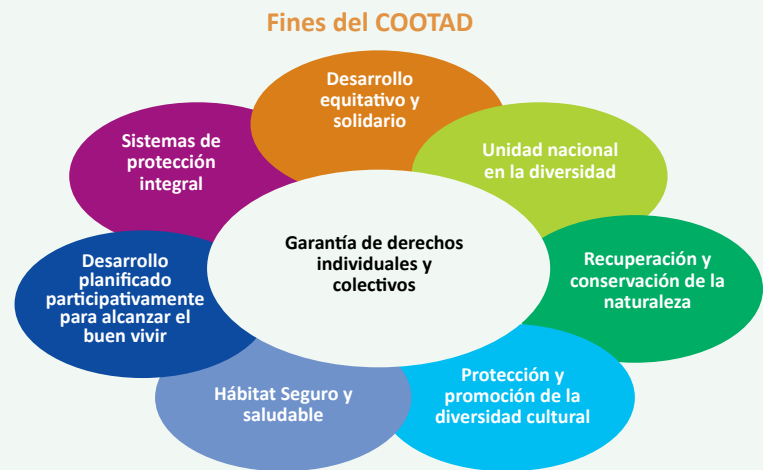 Fines del COOTAD
Desarrollo
equitativo y
solidario
Unidad nacional
en la diversidad
Recuperación y
conservación de la
naturaleza
Protección y
promoción de la
diversidad cultural
Hábitat Seguro y
saludable
Desarrollo
planificado
participativamente
para alcanzar el
buen vivir
Sistemas de
protección
integral
Garantía de derechos
individuales y
colectivos